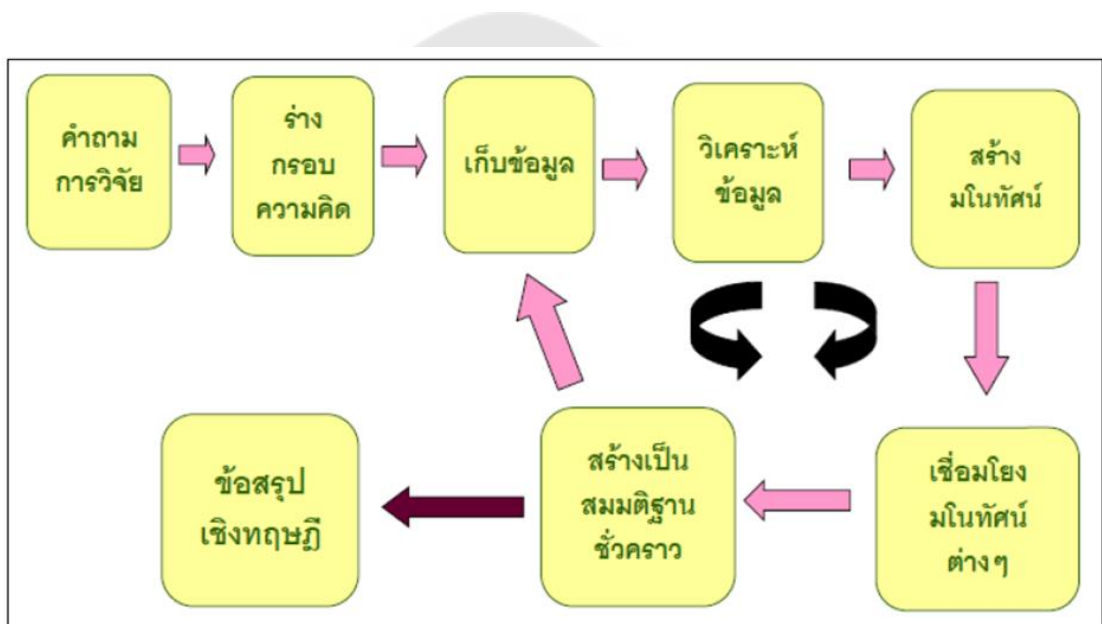 คำถาม
การวิจัย
ร่าง
กรอบ
ความคิด
เก็บข้อมูล
วิเคราะห์
ข้อมูล
สร้าง
มโนทัศน์
เชื่อมโยง
มโนทัศน์
ต่างๆ
สร้างเป็น
สมมติฐาน
ชั่วคราว
ข้อสรุป
เชิงทฤษฎี